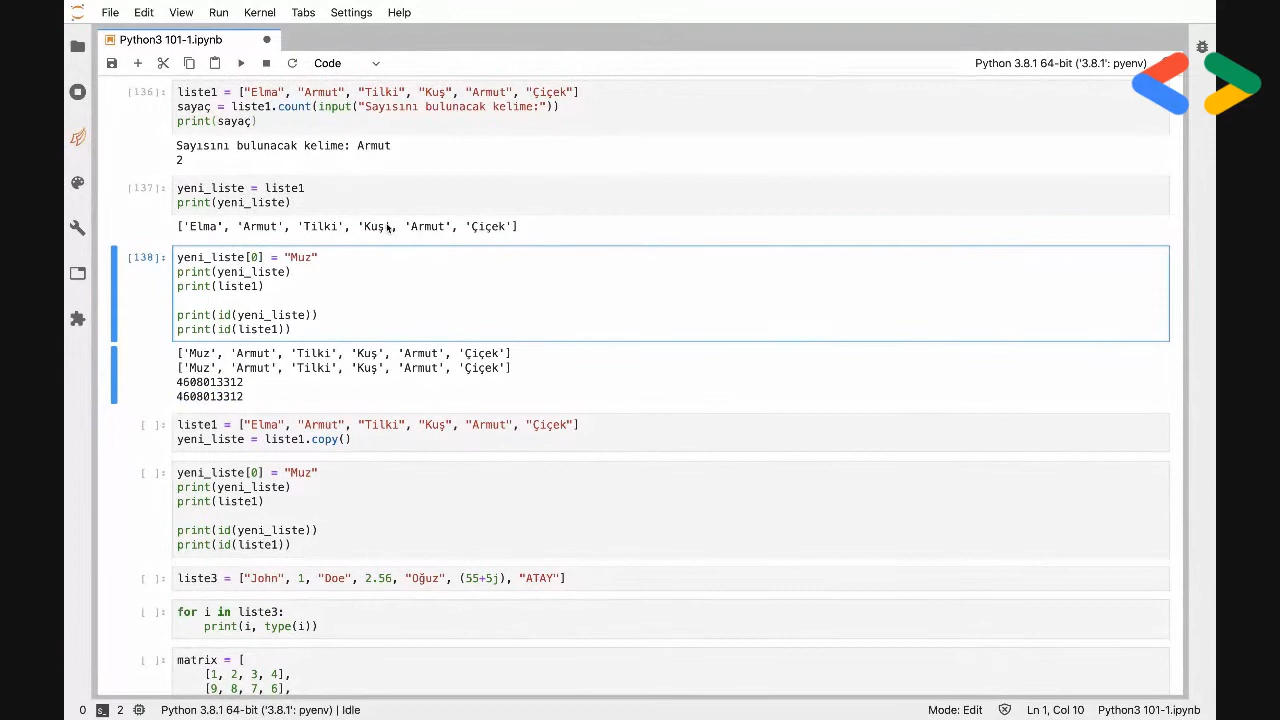 File Edit View Run Kernel Tabs Settings Help
Python3 101-1.ipynb
Code
Python 3.8.1 64-bit ('3.8.1': pyenv)
[136]:
liste1 = ["Elma", "Armut", "Tilki", "Kuş", "Armut", "Çiçek"]
sayaç = liste1.count(input("Sayısını bulunacak kelime:"))
print(sayaç)
Sayısını bulunacak kelime: Armut
2
[137]:
yeni_liste = liste1
print(yeni_liste)
['Elma', 'Armut', 'Tilki', 'Kuş', 'Armut', 'Çiçek']
[138]:
yeni_liste[0] = "Muz"
print(yeni_liste)
print(liste1)
print(id(yeni_liste))
print(id(liste1))
['Muz', 'Armut', 'Tilki', 'Kuş', 'Armut', 'Çiçek']
['Muz', 'Armut', 'Tilki', 'Kuş', 'Armut', 'Çiçek']
4608013312
4608013312
[ ]:
liste1 = ["Elma", "Armut", "Tilki", "Kuş", "Armut", "Çiçek"]
yeni_liste = liste1.copy()
[ ]:
yeni_liste[0] = "Muz"
print(yeni_liste)
print(liste1)
print(id(yeni_liste))
print(id(liste1))
[ ]:
liste3 = ["John", 1, "Doe", 2.56, "Oğuz", (55+5j), "ATAY"]
[ ]:
for i in liste3:
print(i, type(i))
[ ]:
matrix = [
[1, 2, 3, 4],
[9, 8, 7, 6],
0 2 Python 3.8.1 64-bit ('3.8.1': pyenv) | Idle
Mode: Edit Ln 1, Col 10 Python3 101-1.ipynb